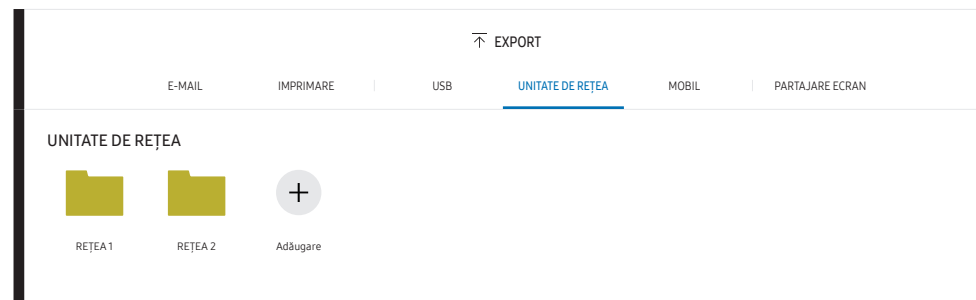 EXPORT
E-MAIL IMPRIMARE USB UNITATE DE REȚEA MOBIL PARTAJARE ECRAN
UNITATE DE REȚEA
REȚEA 1 REȚEA 2 Adăugare